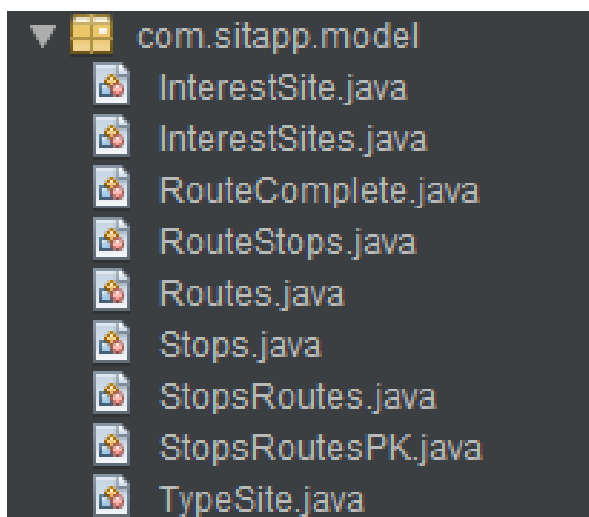 com.sitapp.model
InterestSite.java
InterestSites.java
RouteComplete.java
RouteStops.java
Routes.java
Stops.java
StopsRoutes.java
StopsRoutesPK.java
TypeSite.java